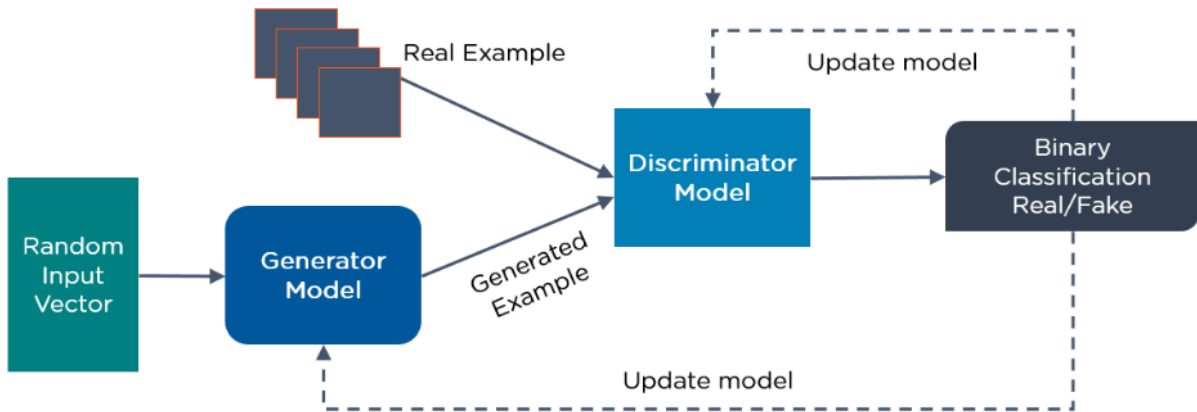 Real Example
Update model
Discriminator
Model
Binary
Classification
Real/Fake
Random
Input
Vector
Generator
Model
Generated
Example
Update model